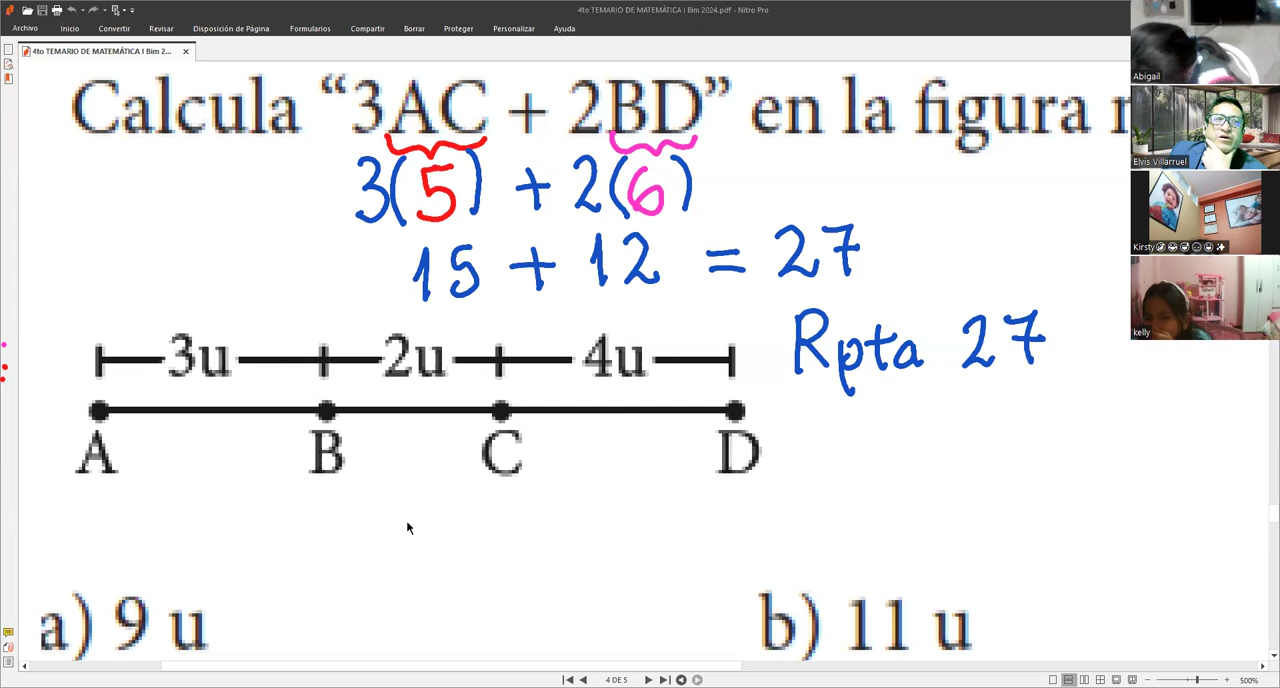 4to TEMARIO DE MATEMÁTICA I Bim 2024.pdf - Nitro Pro
Archivo Inicio Convertir Revisar Disposición de Página Formularios Compartir Borrar Proteger Personalizar Ayuda
4to TEMARIO DE MATEMÁTICA I Bim 2...
Calcula “3AC + 2BD” en la figura
3(5) + 2(6)
15 + 12 = 27
Rpta 27
3u 2u 4u
A B C D
a) 9 u b) 11 u
Abigail
Elvis Villarruel
Kirsty
kelly
4 DE 5
500%